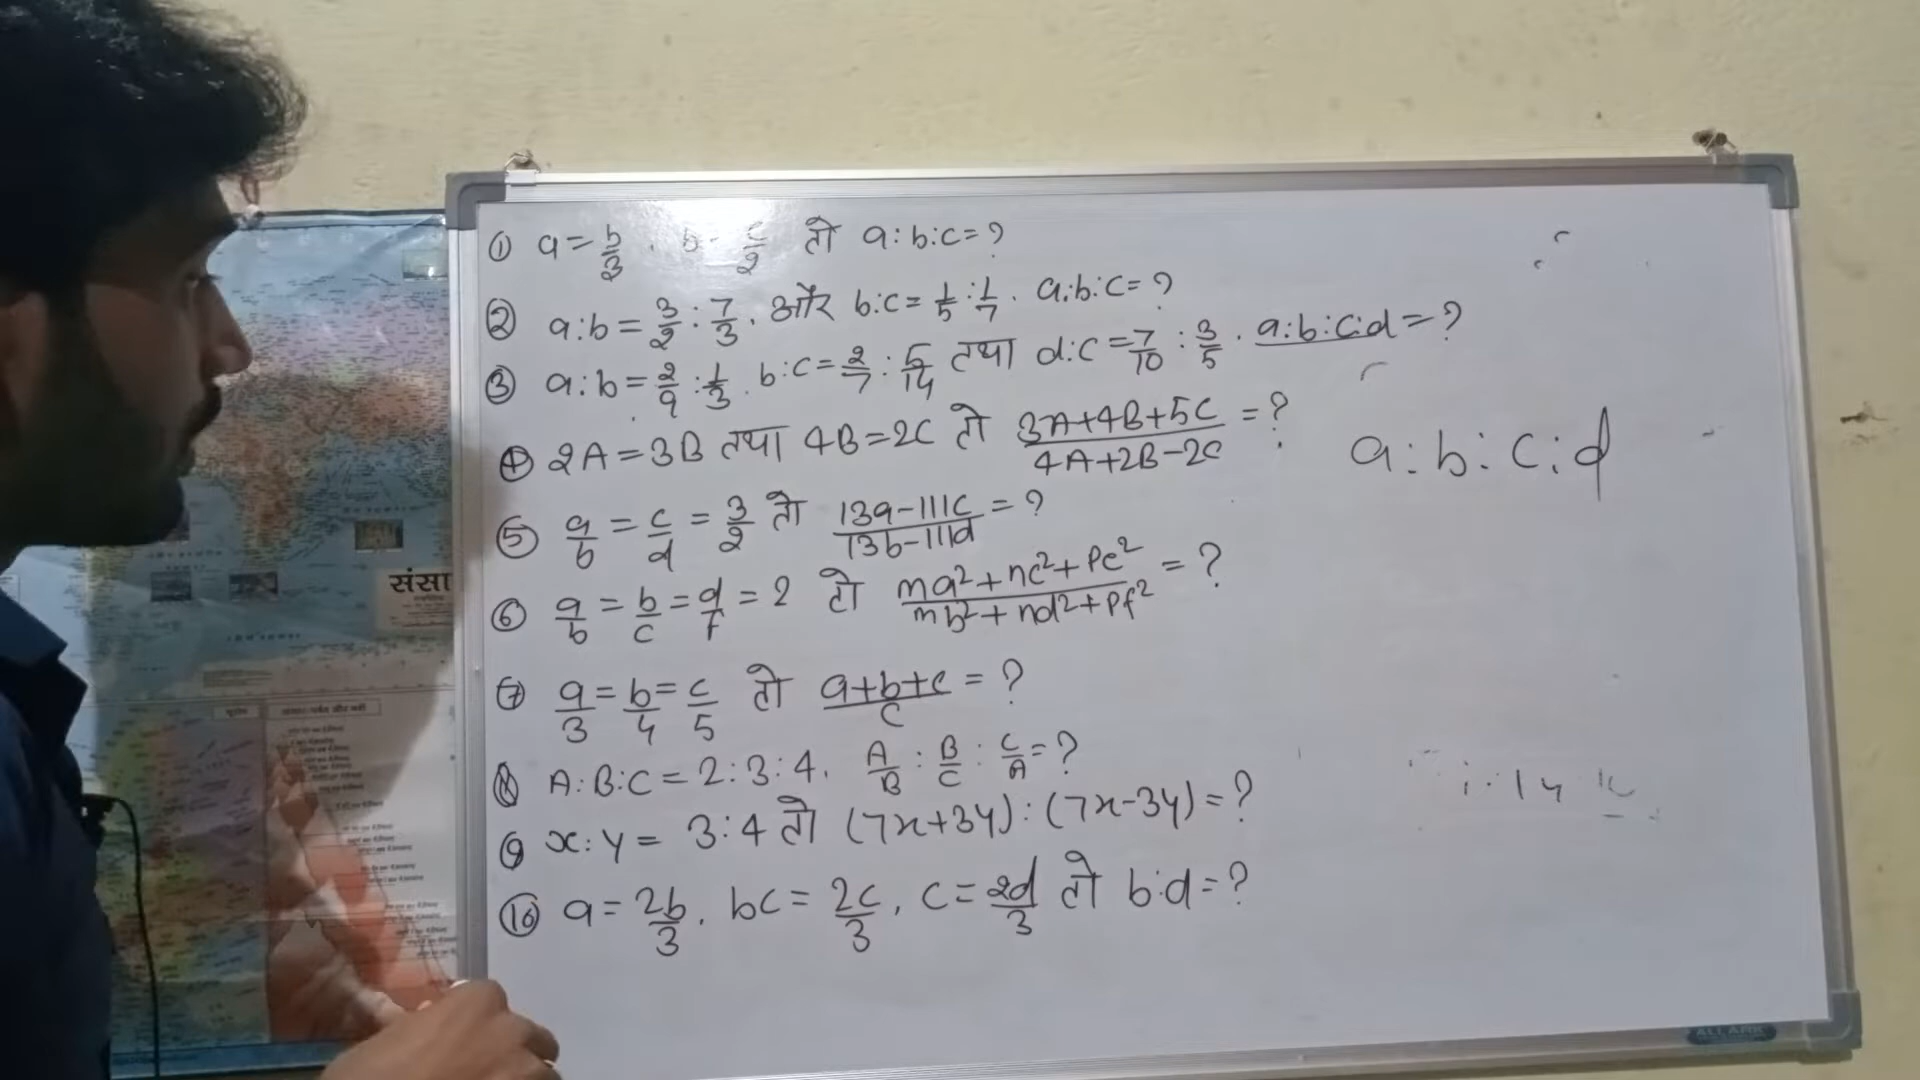 ① a = b/3 . b = c/2 तो a:b:c = ?
② a:b = 3/2 : 7/3 . और b:c = 1/5 : 1/7 . a:b:c = ?
③ a:b = 2/9 : 1/3 . b:c = 2/7 : 5/14 तथा d:c = 7/10 : 3/5 . a:b:c:d = ?
④ 2A = 3B तथा 4B = 2C तो 3A+4B+5C/4A+2B-2C = ?
a:b:c:d
⑤ a/b = c/d = 3/2 तो 13a-111c/13b-111d = ?
⑥ a/b = b/c = d/f = 2 तो ma²+nc²+Pe²/mb²+nd²+Pf² = ?
⑦ a/3 = b/4 = c/5 तो a+b+c/c = ?
⑧ A:B:C = 2:3:4. A/B : B/C : C/A = ?
⑨ x:y = 3:4 तो (7x+3y):(7x-3y) = ?
⑩ a = 2b/3 . bc = 2c/3 , c = 2d/3 तो b:d = ?
संसा